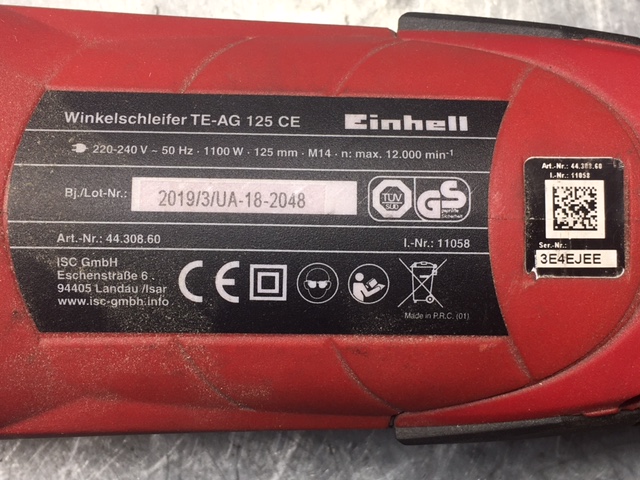 Winkelschleifer TE-AG 125 CE
Einhell
220-240 V ~ 50 Hz · 1100 W · 125 mm · M14 · n: max. 12.000 min⁻¹
Bj./Lot-Nr.: 2019/3/UA-18-2048
TÜV SÜD
GS geprüfte Sicherheit
Art.-Nr.: 44.308.60 I.-Nr.: 11058
ISC GmbH
Eschenstraße 6 .
94405 Landau /Isar
www.isc-gmbh.info
CE
Made in P.R.C. (01)
Art.-Nr.: 44.308.60
I.-Nr.: 11058
Ser.-Nr.:
3E4EJEE